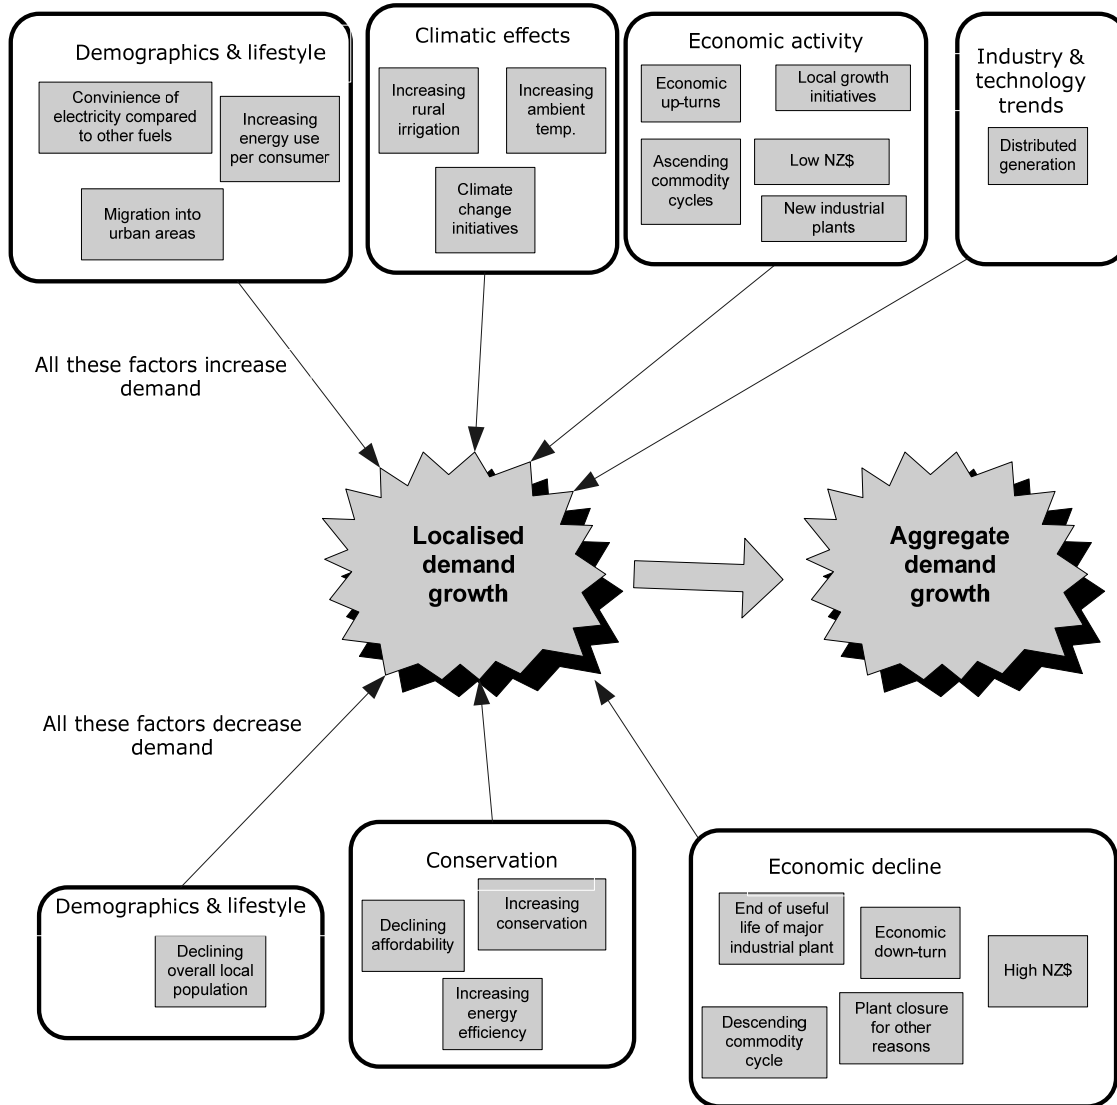 Demographics & lifestyle
Convinience of
electricity compared
to other fuels
Increasing
energy use
per consumer
Migration into
urban areas
Climatic effects
Increasing
rural
irrigation
Increasing
ambient
temp.
Climate
change
initiatives
Economic activity
Economic
up-turns
Local growth
initiatives
Ascending
commodity
cycles
Low NZ$
New industrial
plants
Industry &
technology
trends
Distributed
generation
All these factors increase
demand
Localised
demand
growth
Aggregate
demand
growth
All these factors decrease
demand
Demographics & lifestyle
Declining
overall local
population
Conservation
Declining
affordability
Increasing
conservation
Increasing
energy
efficiency
Economic decline
End of useful
life of major
industrial plant
Economic
down-turn
High NZ$
Descending
commodity
cycle
Plant closure
for other
reasons